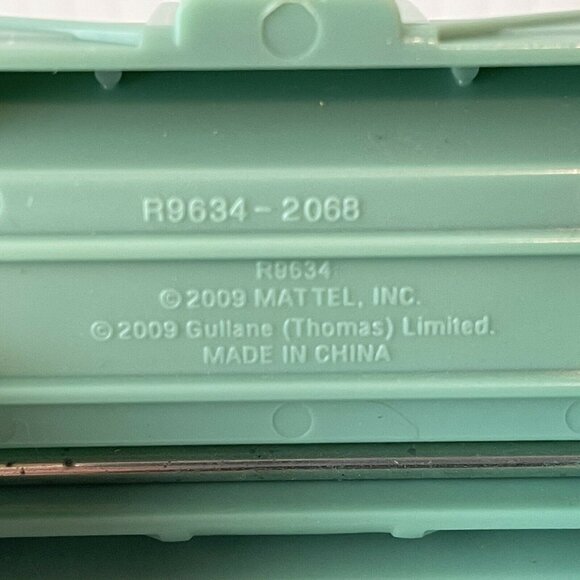 R9634-2068
R9634
©2009 MATTEL, INC.
©2009 Gullane (Thomas) Limited.
MADE IN CHINA